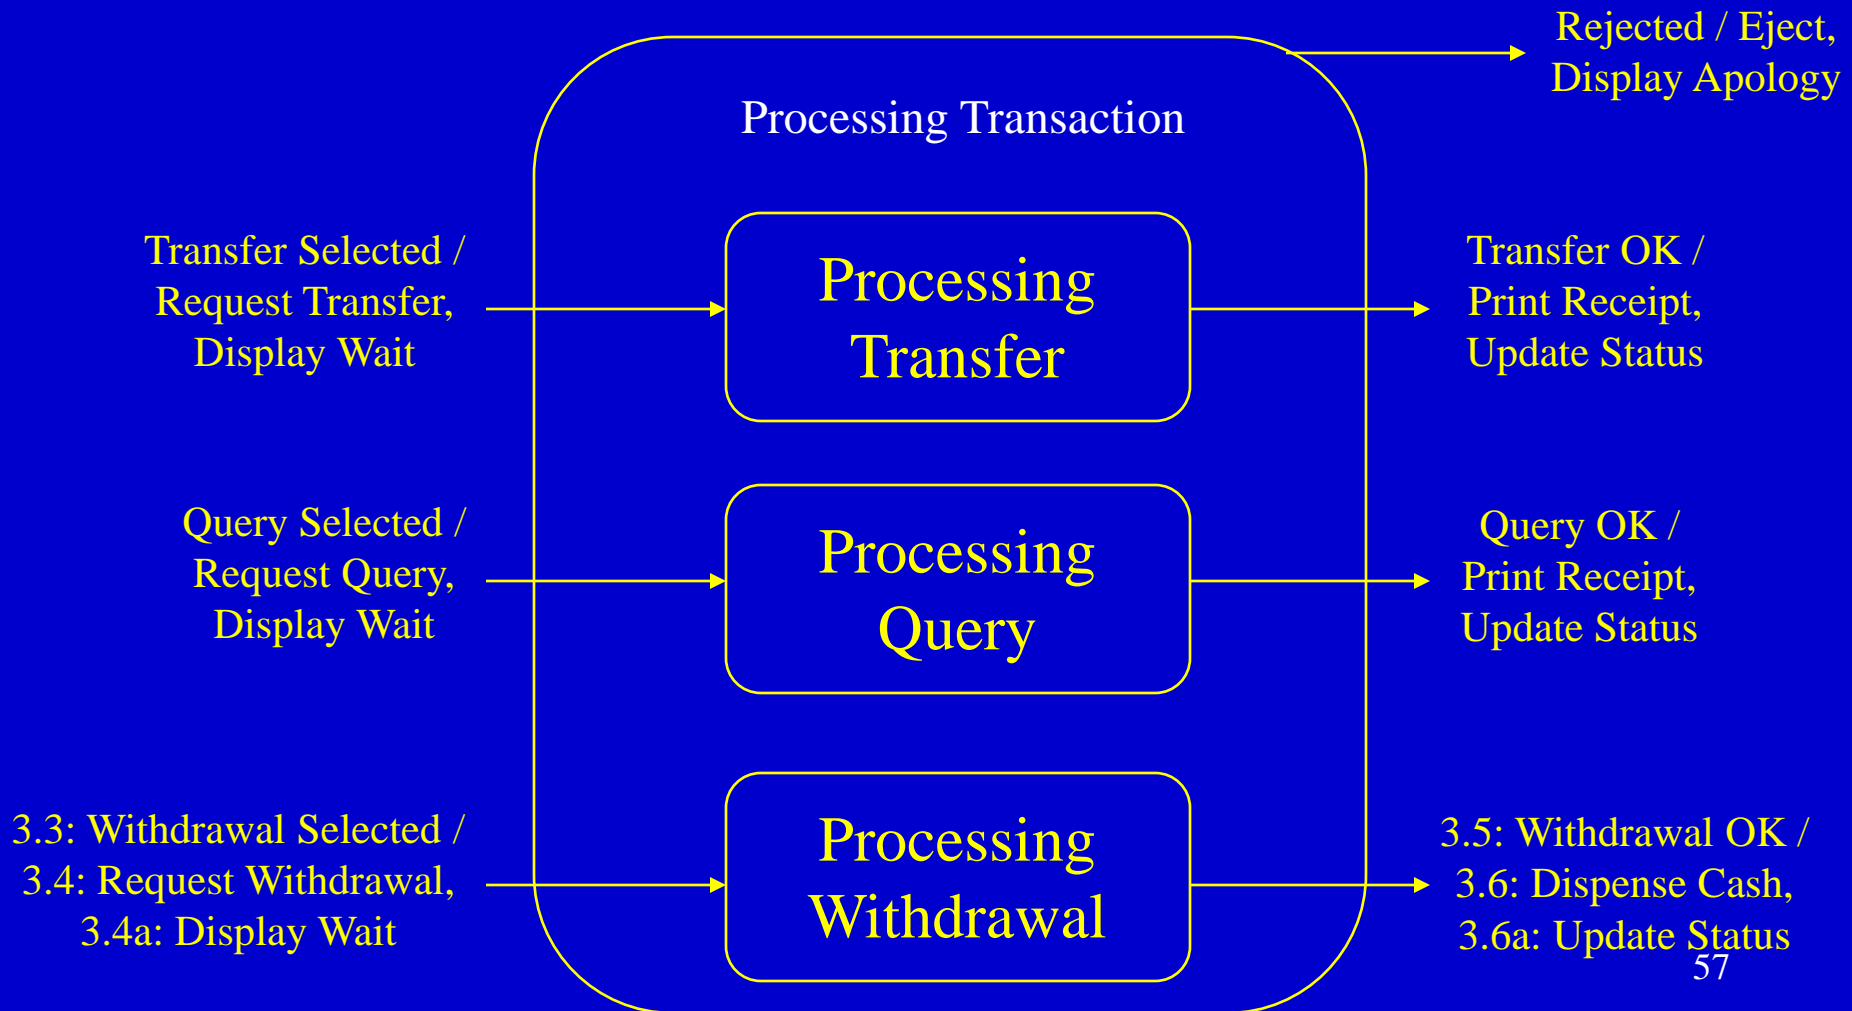 Rejected / Eject,
Display Apology
Processing Transaction
Transfer Selected /
Request Transfer,
Display Wait
Processing
Transfer
Transfer OK /
Print Receipt,
Update Status
Query Selected /
Request Query,
Display Wait
Processing
Query
Query OK /
Print Receipt,
Update Status
3.3: Withdrawal Selected /
3.4: Request Withdrawal,
3.4a: Display Wait
Processing
Withdrawal
3.5: Withdrawal OK /
3.6: Dispense Cash,
3.6a: Update Status
57